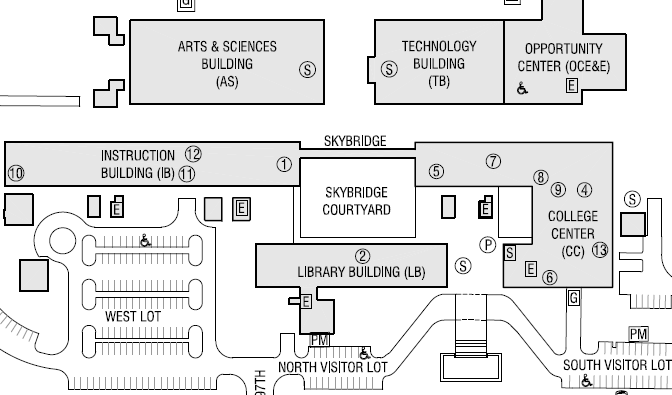 G
ARTS & SCIENCES
BUILDING
(AS)
S
TECHNOLOGY
BUILDING
(TB)
S
OPPORTUNITY
CENTER (OCE&E)
E
SKYBRIDGE
INSTRUCTION
BUILDING (IB)
12
11
10
1
SKYBRIDGE
COURTYARD
5
7
8
9
4
COLLEGE
CENTER
(CC)
13
S
E
E
E
P
S
S
E
6
2
LIBRARY BUILDING (LB)
E
G
WEST LOT
PM
PM
NORTH VISITOR LOT
SOUTH VISITOR LOT
97TH